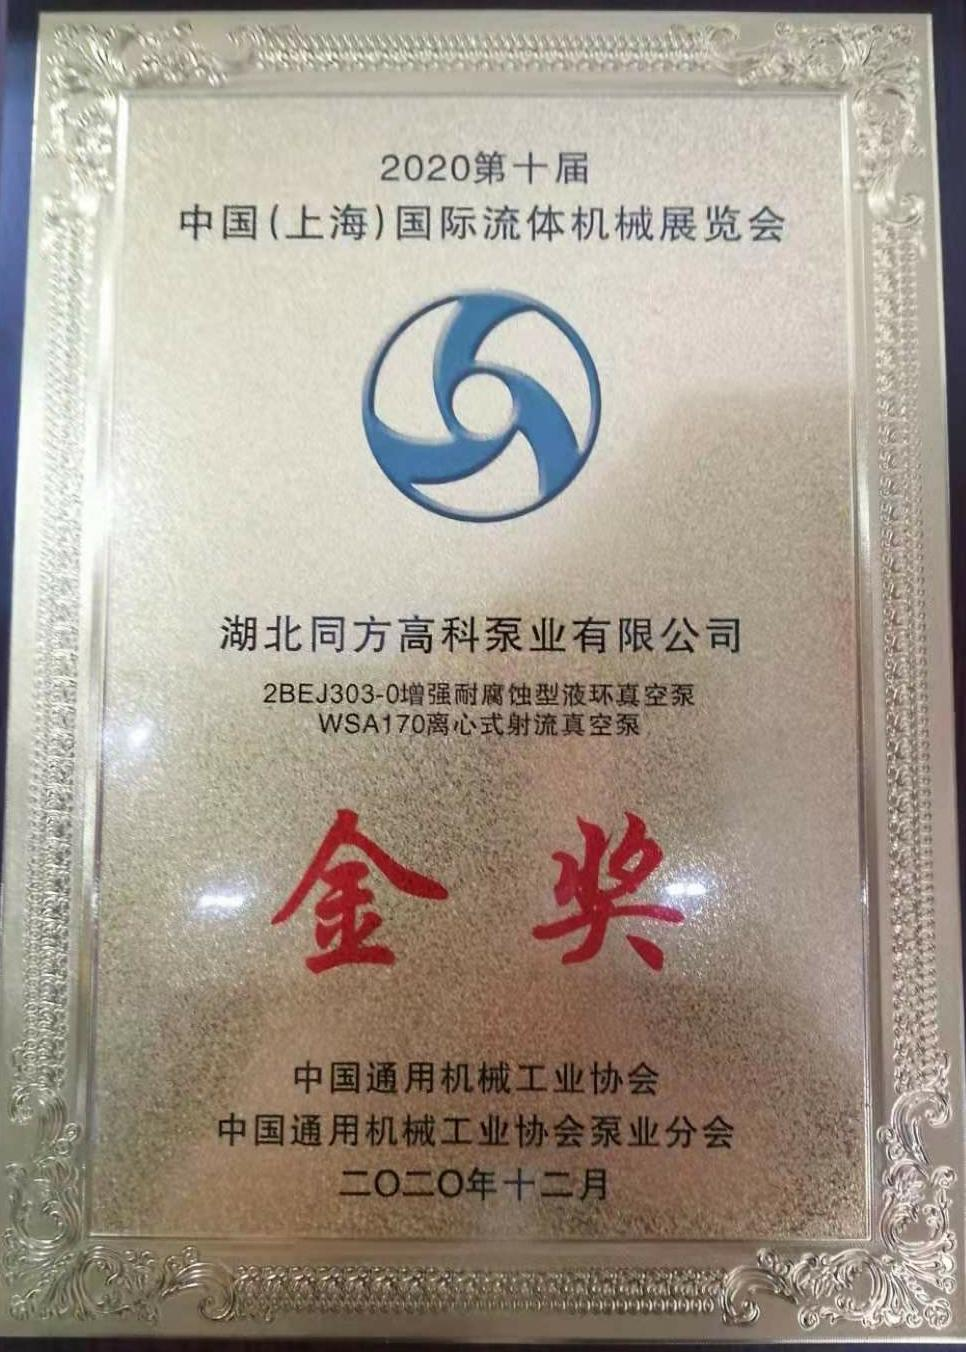 2020第十届
中国(上海)国际流体机械展览会
湖北同方高科泵业有限公司
2BEJ303-0增强耐腐蚀型液环真空泵
WSA170离心式射流真空泵
金奖
中国通用机械工业协会
中国通用机械工业协会泵业分会
二〇二〇年十二月